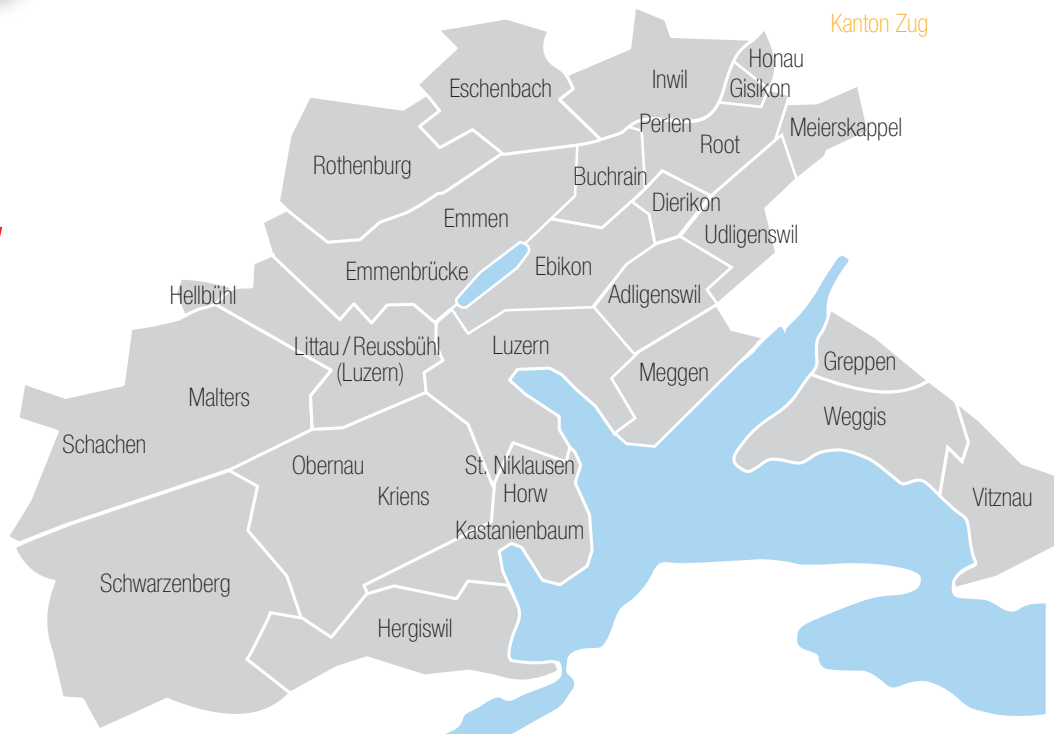 Kanton Zug
Honau
Inwil
Gisikon
Eschenbach
Perlen
Meierskappel
Root
Rothenburg
Buchrain
Dierikon
Emmen
Udligenswil
Emmenbrücke
Ebikon
Adligenswil
Hellbühl
Littau / Reussbühl
(Luzern)
Luzern
Meggen
Greppen
Malters
Weggis
Schachen
Obernau
St. Niklausen
Kriens
Horw
Vitznau
Kastanienbaum
Schwarzenberg
Hergiswil